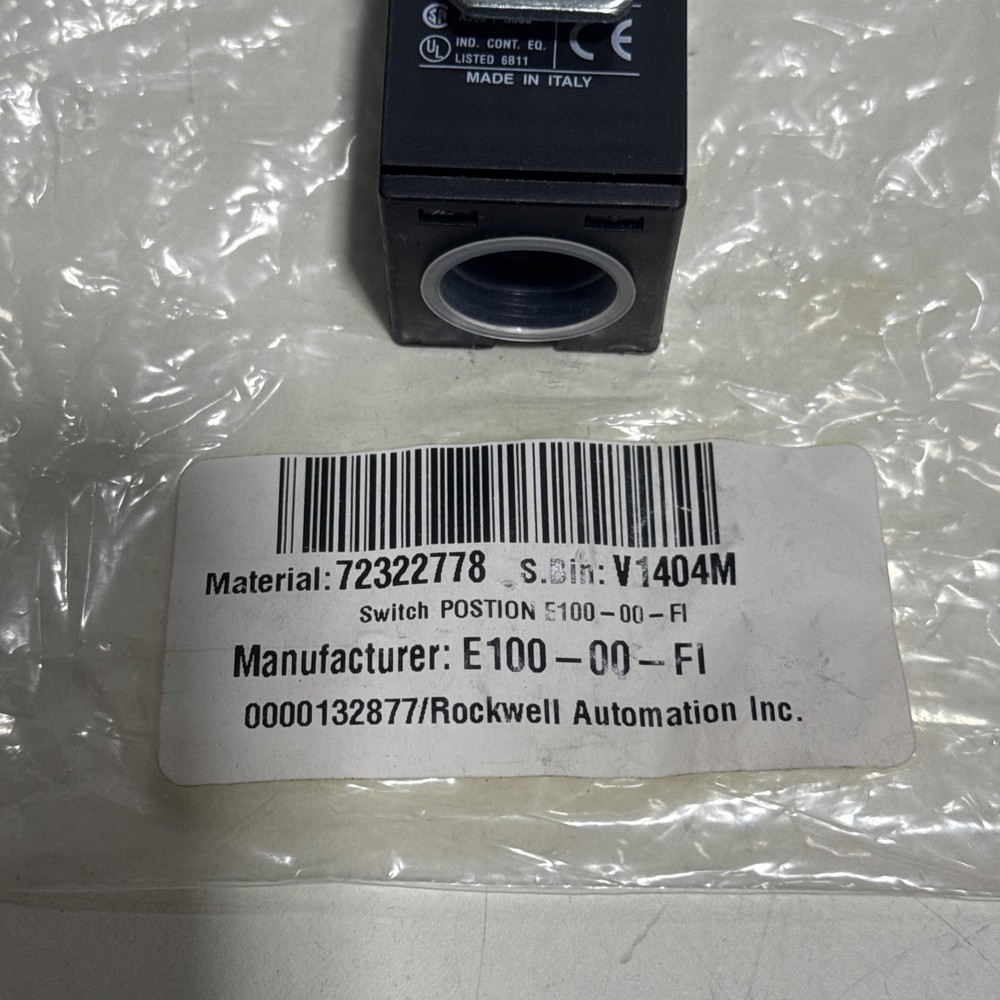 IND. CONT. EQ.
LISTED 6B11
CE
MADE IN ITALY
Material: 72322778 S.Bin: V1404M
Switch POSTION E100-00-FI
Manufacturer: E100-00-FI
0000132877/Rockwell Automation Inc.